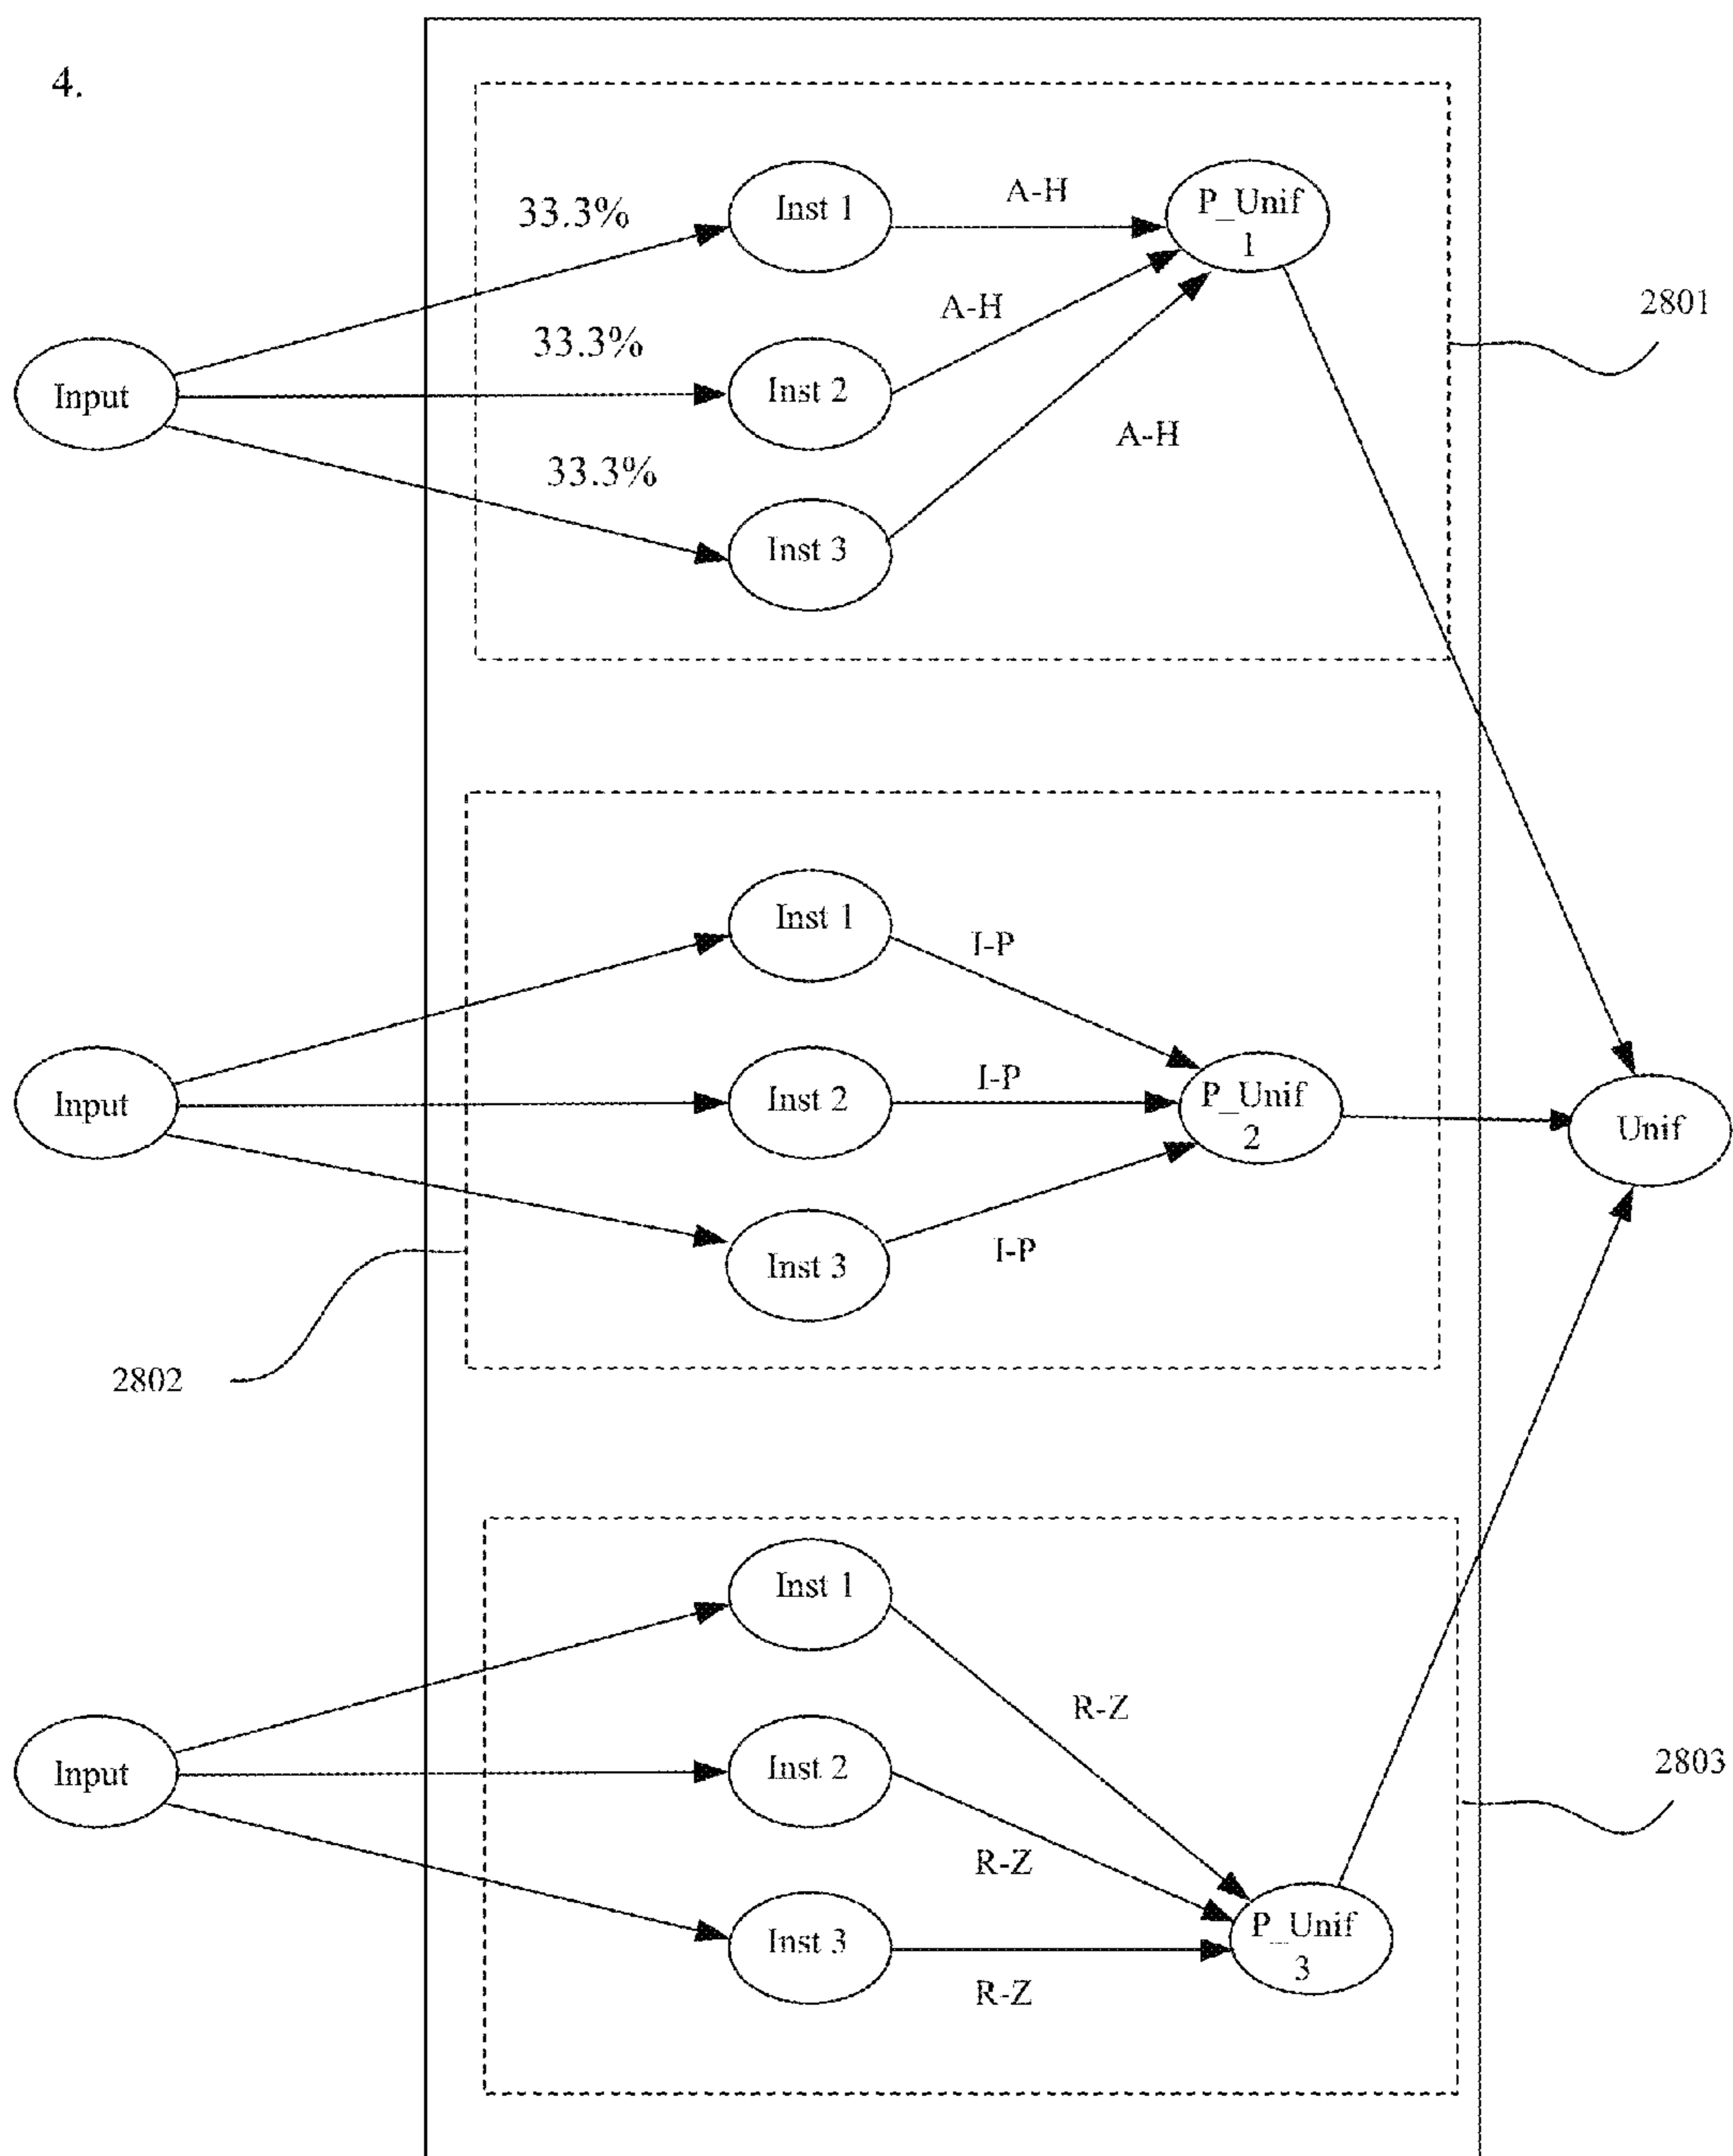 4.
33.3%
Inst 1
A-H
P_Unif
1
2801
A-H
33.3%
Input
Inst 2
A-H
33.3%
Inst 3
Inst 1
I-P
I-P
Input
Inst 2
P_Unif
2
Unif
Inst 3
I-P
2802
Inst 1
R-Z
2803
Input
Inst 2
R-Z
P_Unif
3
Inst 3
R-Z